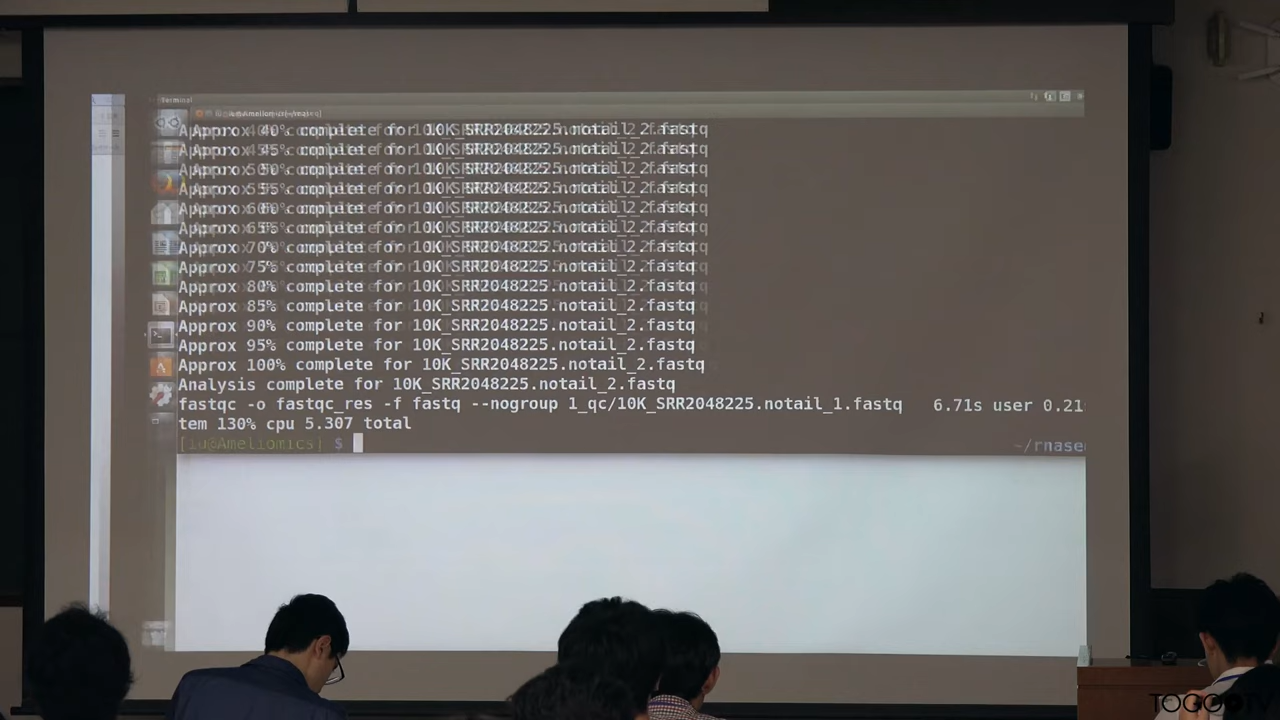 Terminal
Approx 40% complete for 10K_SRR2048225.notail_2.fastq
Approx 45% complete for 10K_SRR2048225.notail_2.fastq
Approx 50% complete for 10K_SRR2048225.notail_2.fastq
Approx 55% complete for 10K_SRR2048225.notail_2.fastq
Approx 60% complete for 10K_SRR2048225.notail_2.fastq
Approx 65% complete for 10K_SRR2048225.notail_2.fastq
Approx 70% complete for 10K_SRR2048225.notail_2.fastq
Approx 75% complete for 10K_SRR2048225.notail_2.fastq
Approx 80% complete for 10K_SRR2048225.notail_2.fastq
Approx 85% complete for 10K_SRR2048225.notail_2.fastq
Approx 90% complete for 10K_SRR2048225.notail_2.fastq
Approx 95% complete for 10K_SRR2048225.notail_2.fastq
Approx 100% complete for 10K_SRR2048225.notail_2.fastq
Analysis complete for 10K_SRR2048225.notail_2.fastq
fastqc -o fastqc_res -f fastq --nogroup 1_qc/10K_SRR2048225.notail_1.fastq 6.71s user 0.21
tem 130% cpu 5.307 total
[iu@Ameliomics] $ ~/rnase
TOGOTV